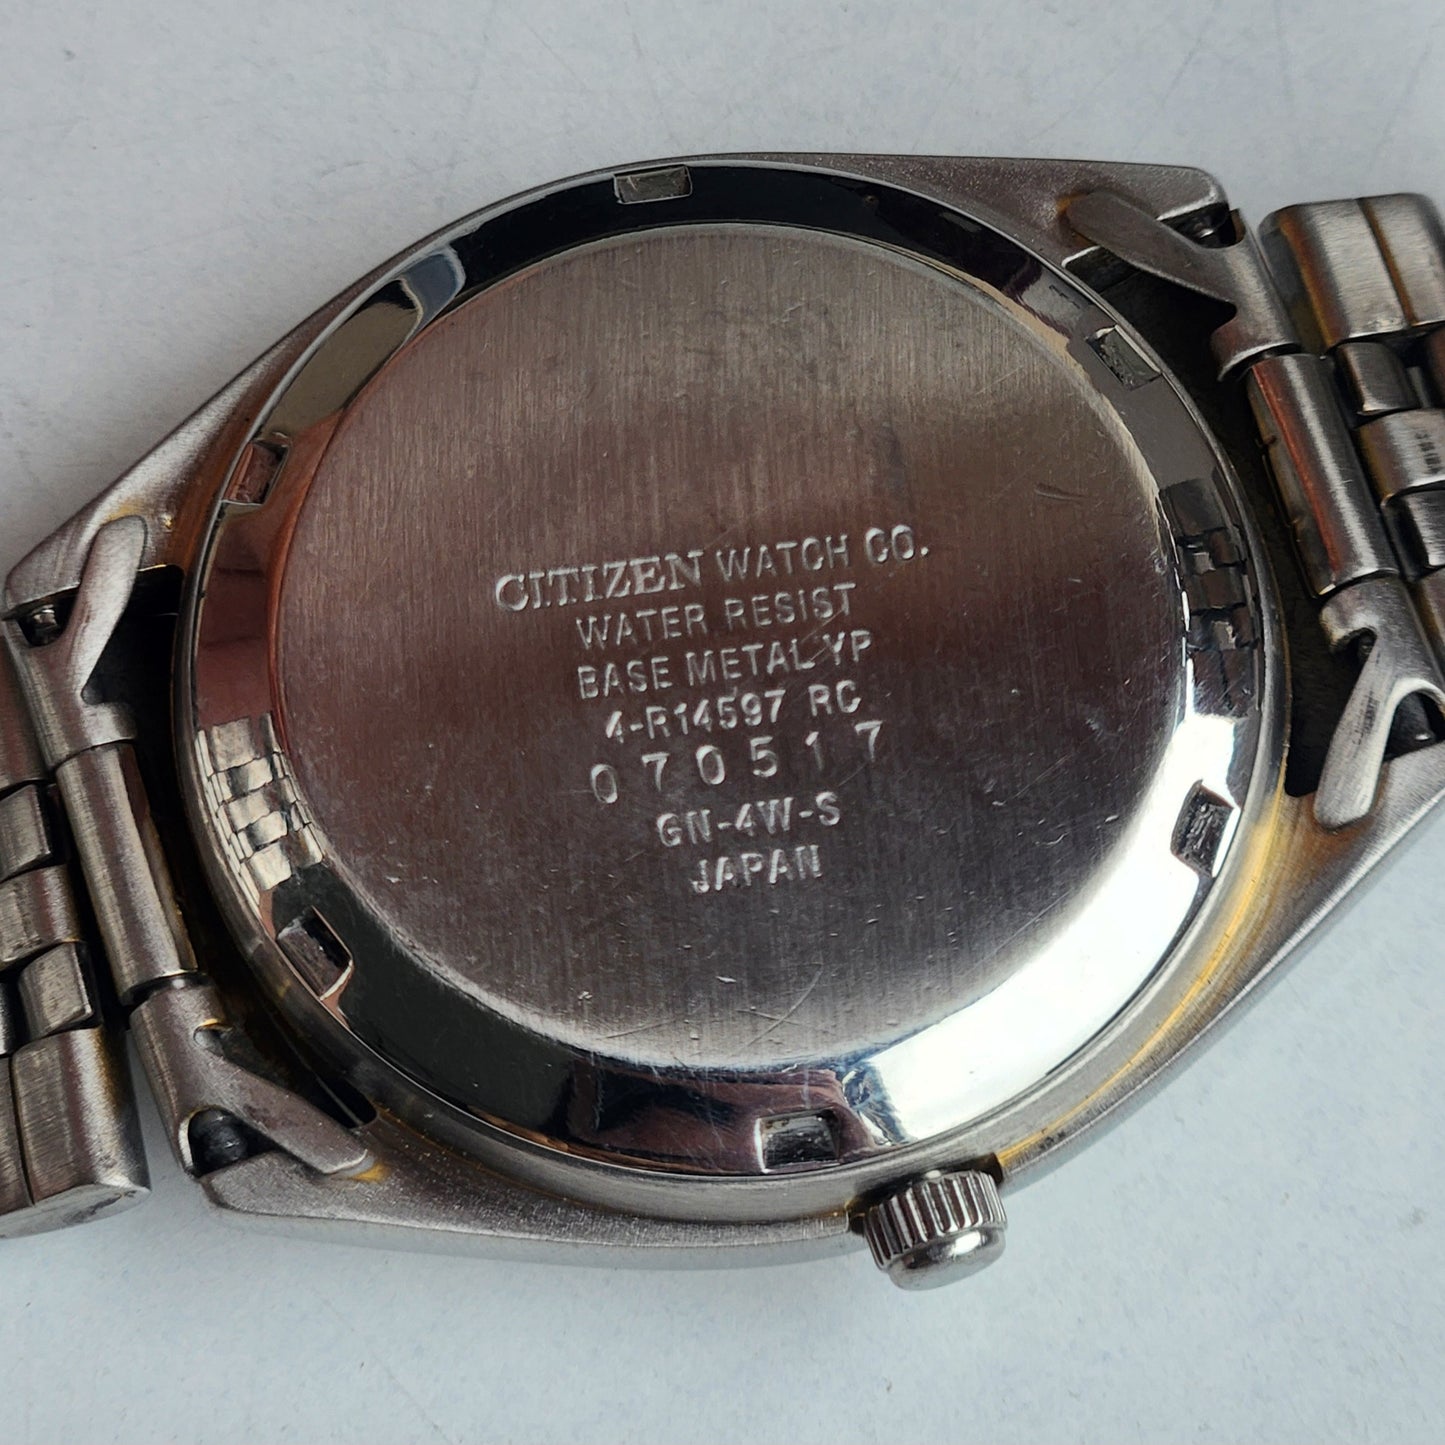 CITIZEN WATCH CO.
WATER RESIST
BASE METAL YP
4-R14597 RC
070517
GN-4W-S
JAPAN